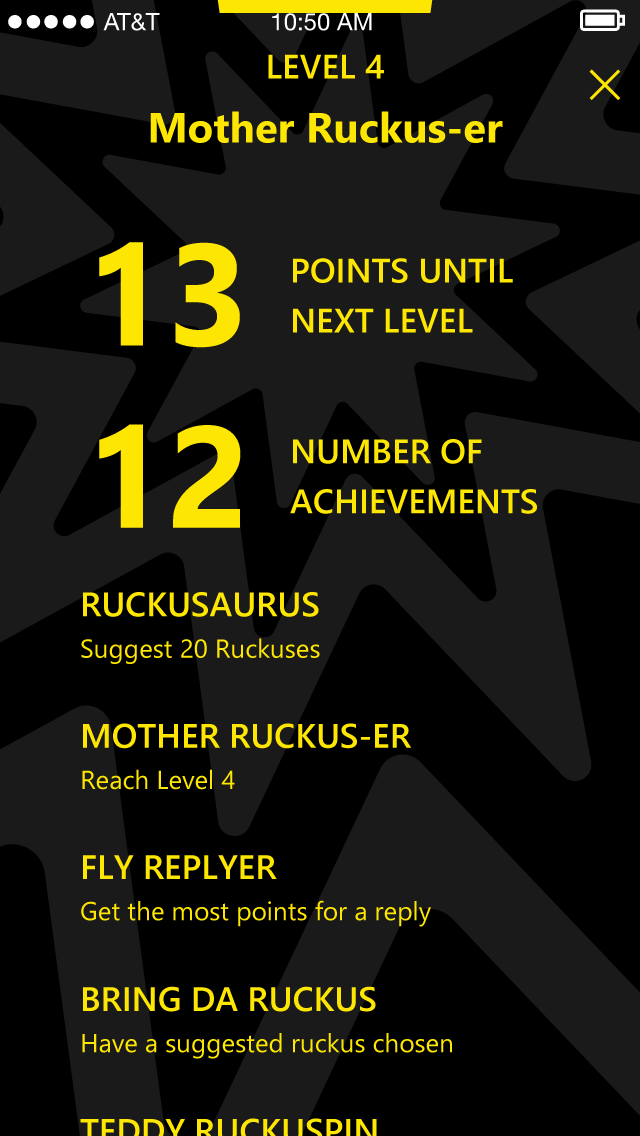 AT&T 10:50 AM
LEVEL 4
Mother Ruckus-er
13 POINTS UNTIL
NEXT LEVEL
12 NUMBER OF
ACHIEVEMENTS
RUCKUSAURUS
Suggest 20 Ruckuses
MOTHER RUCKUS-ER
Reach Level 4
FLY REPLYER
Get the most points for a reply
BRING DA RUCKUS
Have a suggested ruckus chosen
TEDDY RUCKUSPIN